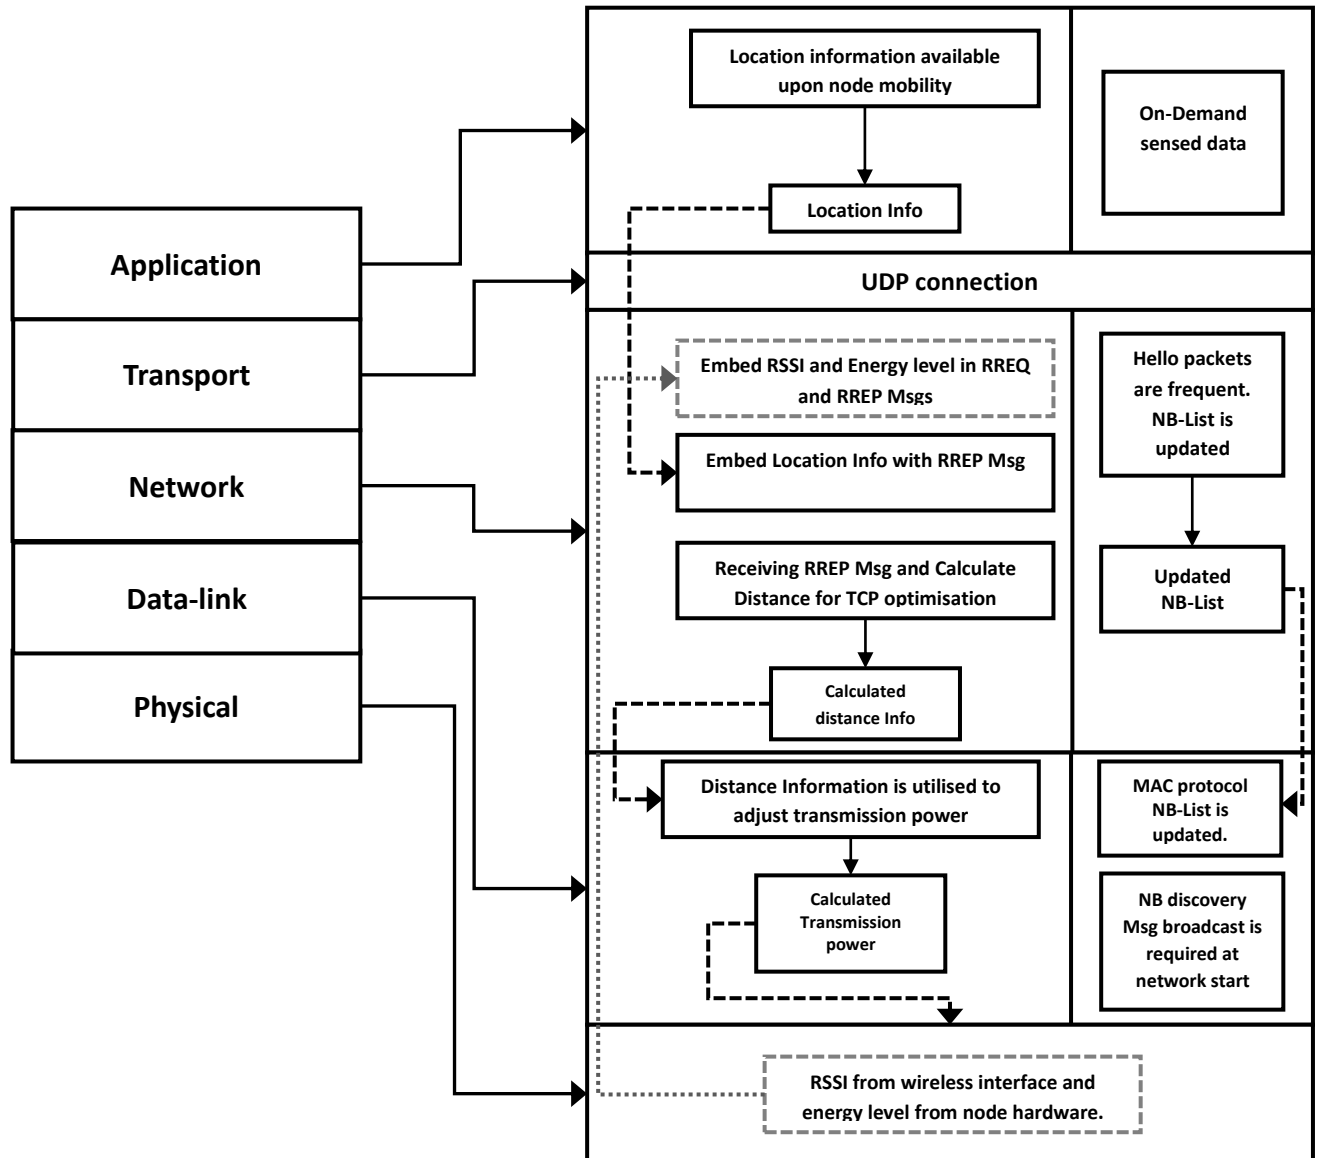 Application
Transport
Network
Data-link
Physical
Location information available
upon node mobility
Location Info
On-Demand
sensed data
UDP connection
Embed RSSI and Energy level in RREQ
and RREP Msgs
Embed Location Info with RREP Msg
Receiving RREP Msg and Calculate
Distance for TCP optimisation
Calculated
distance Info
Hello packets
are frequent.
NB-List is
updated
Updated
NB-List
Distance Information is utilised to
adjust transmission power
Calculated
Transmission
power
MAC protocol
NB-List is
updated.
NB discovery
Msg broadcast is
required at
network start
RSSI from wireless interface and
energy level from node hardware.